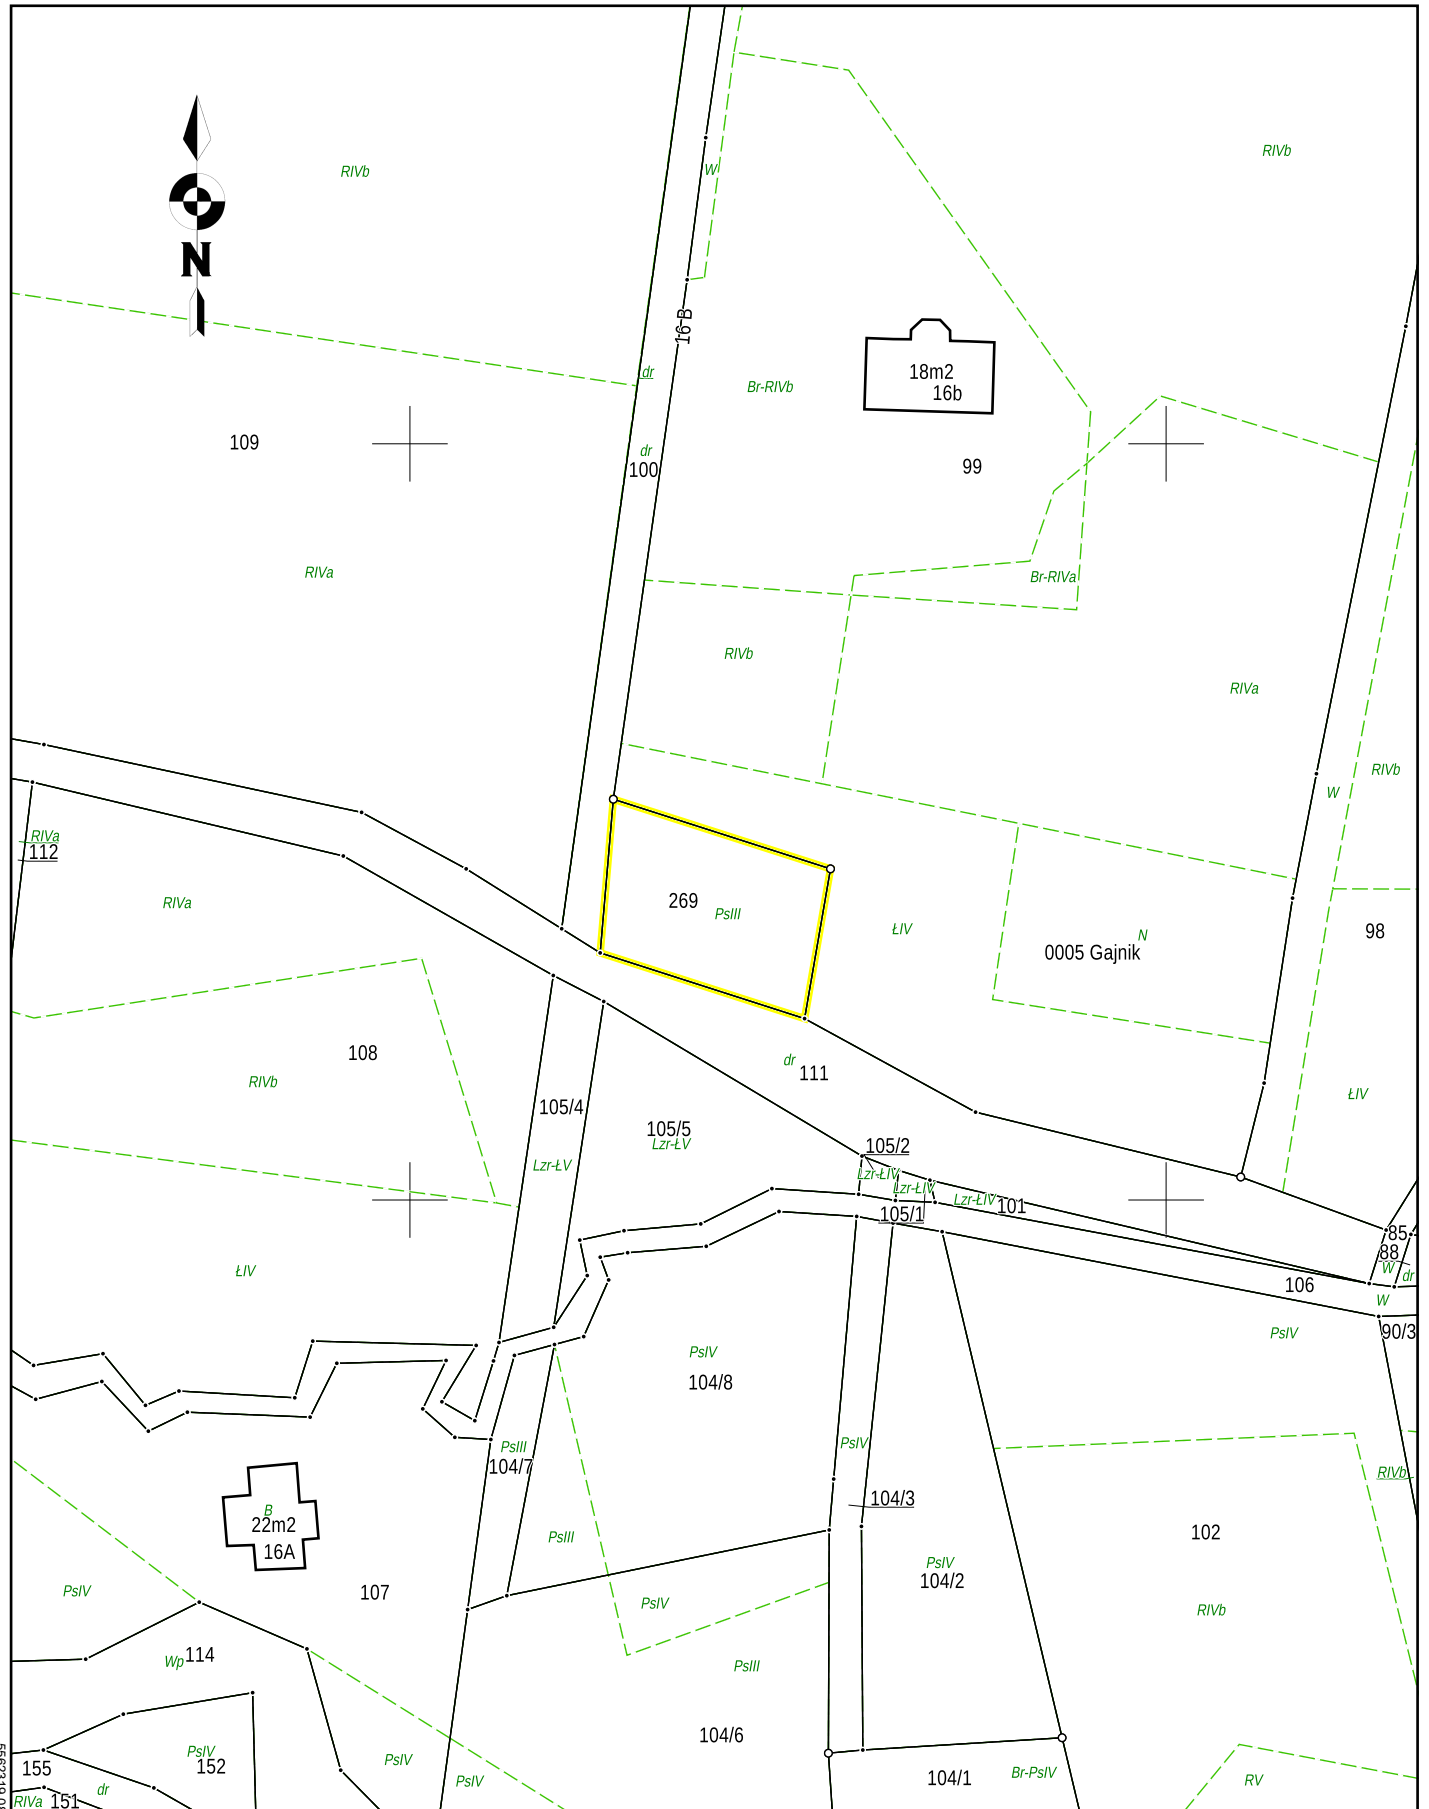 RIVb
RIVb
W
N
16 B
dr
Br-RIVb
18m2
16b
109
dr
100
99
RIVa
Br-RIVa
RIVb
RIVa
RIVb
W
RIVa
112
RIVa
269
PsIII
ŁIV
N
0005 Gajnik
98
108
RIVb
dr
111
ŁIV
105/4
105/5
Lzr-ŁV
Lzr-ŁV
105/2
Lzr-ŁIV
Lzr-ŁIV
Lzr-ŁIV
101
105/1
85
88
W
dr
ŁIV
106
W
PsIV
90/3
PsIV
104/8
PsIV
PsIII
104/7
RIVb
104/3
B
22m2
16A
PsIII
102
PsIV
104/2
PsIV
107
PsIV
RIVb
Wp
114
PsIII
104/6
PsIV
152
PsIV
155
PsIV
104/1
Br-PsIV
RV
dr
RIVa
151